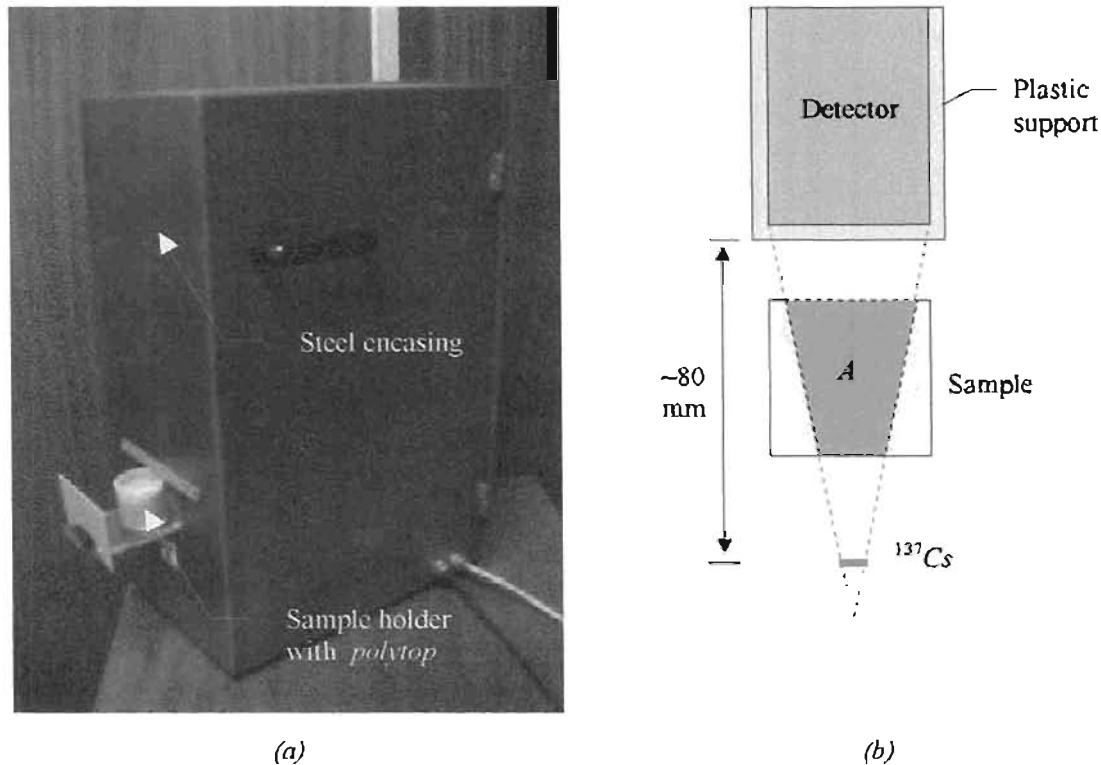 Steel encasing
Sample holder
with polytop
(a)
Detector
Plastic
support
~80
mm
A
Sample
137Cs
(b)